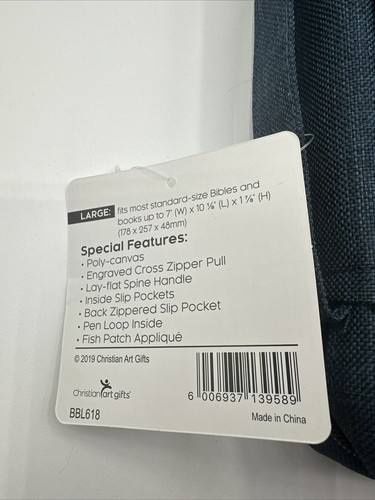 LARGE: fits most standard-size Bibles and
books up to 7" (W) x 10 ⅛" (L) x 1 ⅞" (H)
(178 x 257 x 48mm)
Special Features:
• Poly-canvas
• Engraved Cross Zipper Pull
• Lay-flat Spine Handle
• Inside Slip Pockets
• Back Zippered Slip Pocket
• Pen Loop Inside
• Fish Patch Appliqué
© 2019 Christian Art Gifts
Christian art gifts®
BBL618
6 006937 139589
Made in China